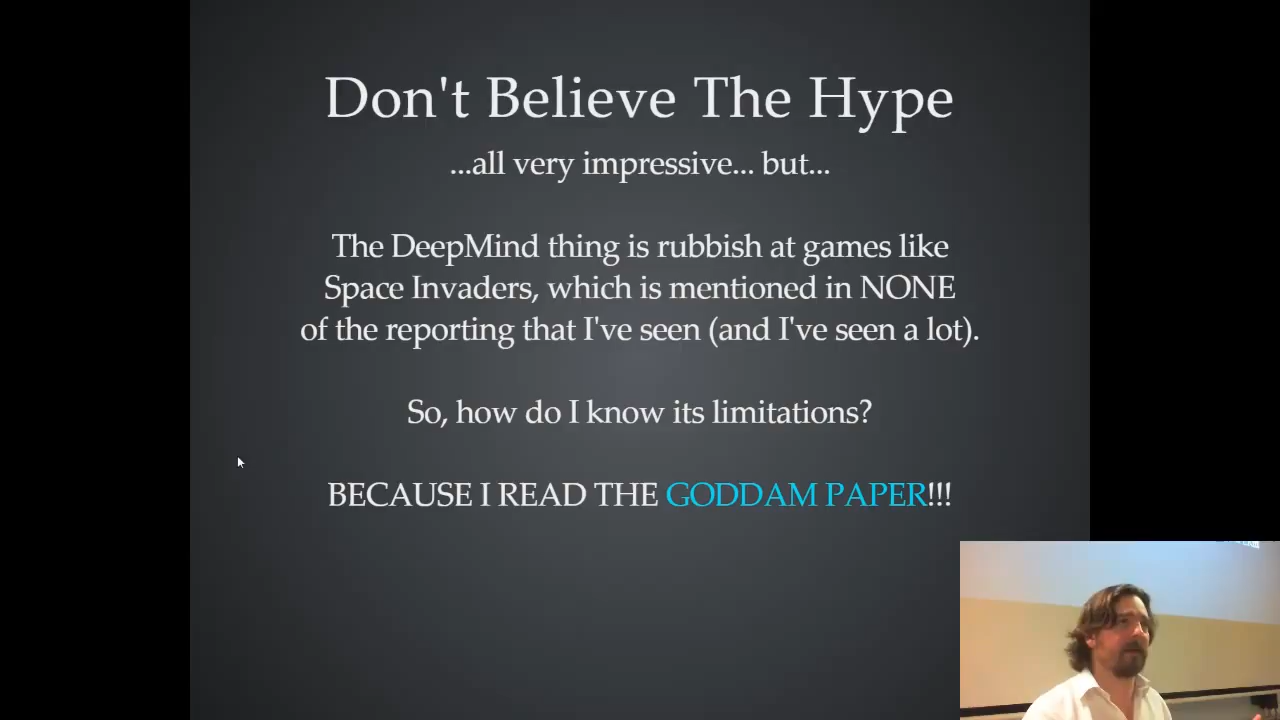 Don't Believe The Hype
...all very impressive... but...
The DeepMind thing is rubbish at games like
Space Invaders, which is mentioned in NONE
of the reporting that I've seen (and I've seen a lot).
So, how do I know its limitations?
BECAUSE I READ THE GODDAM PAPER!!!